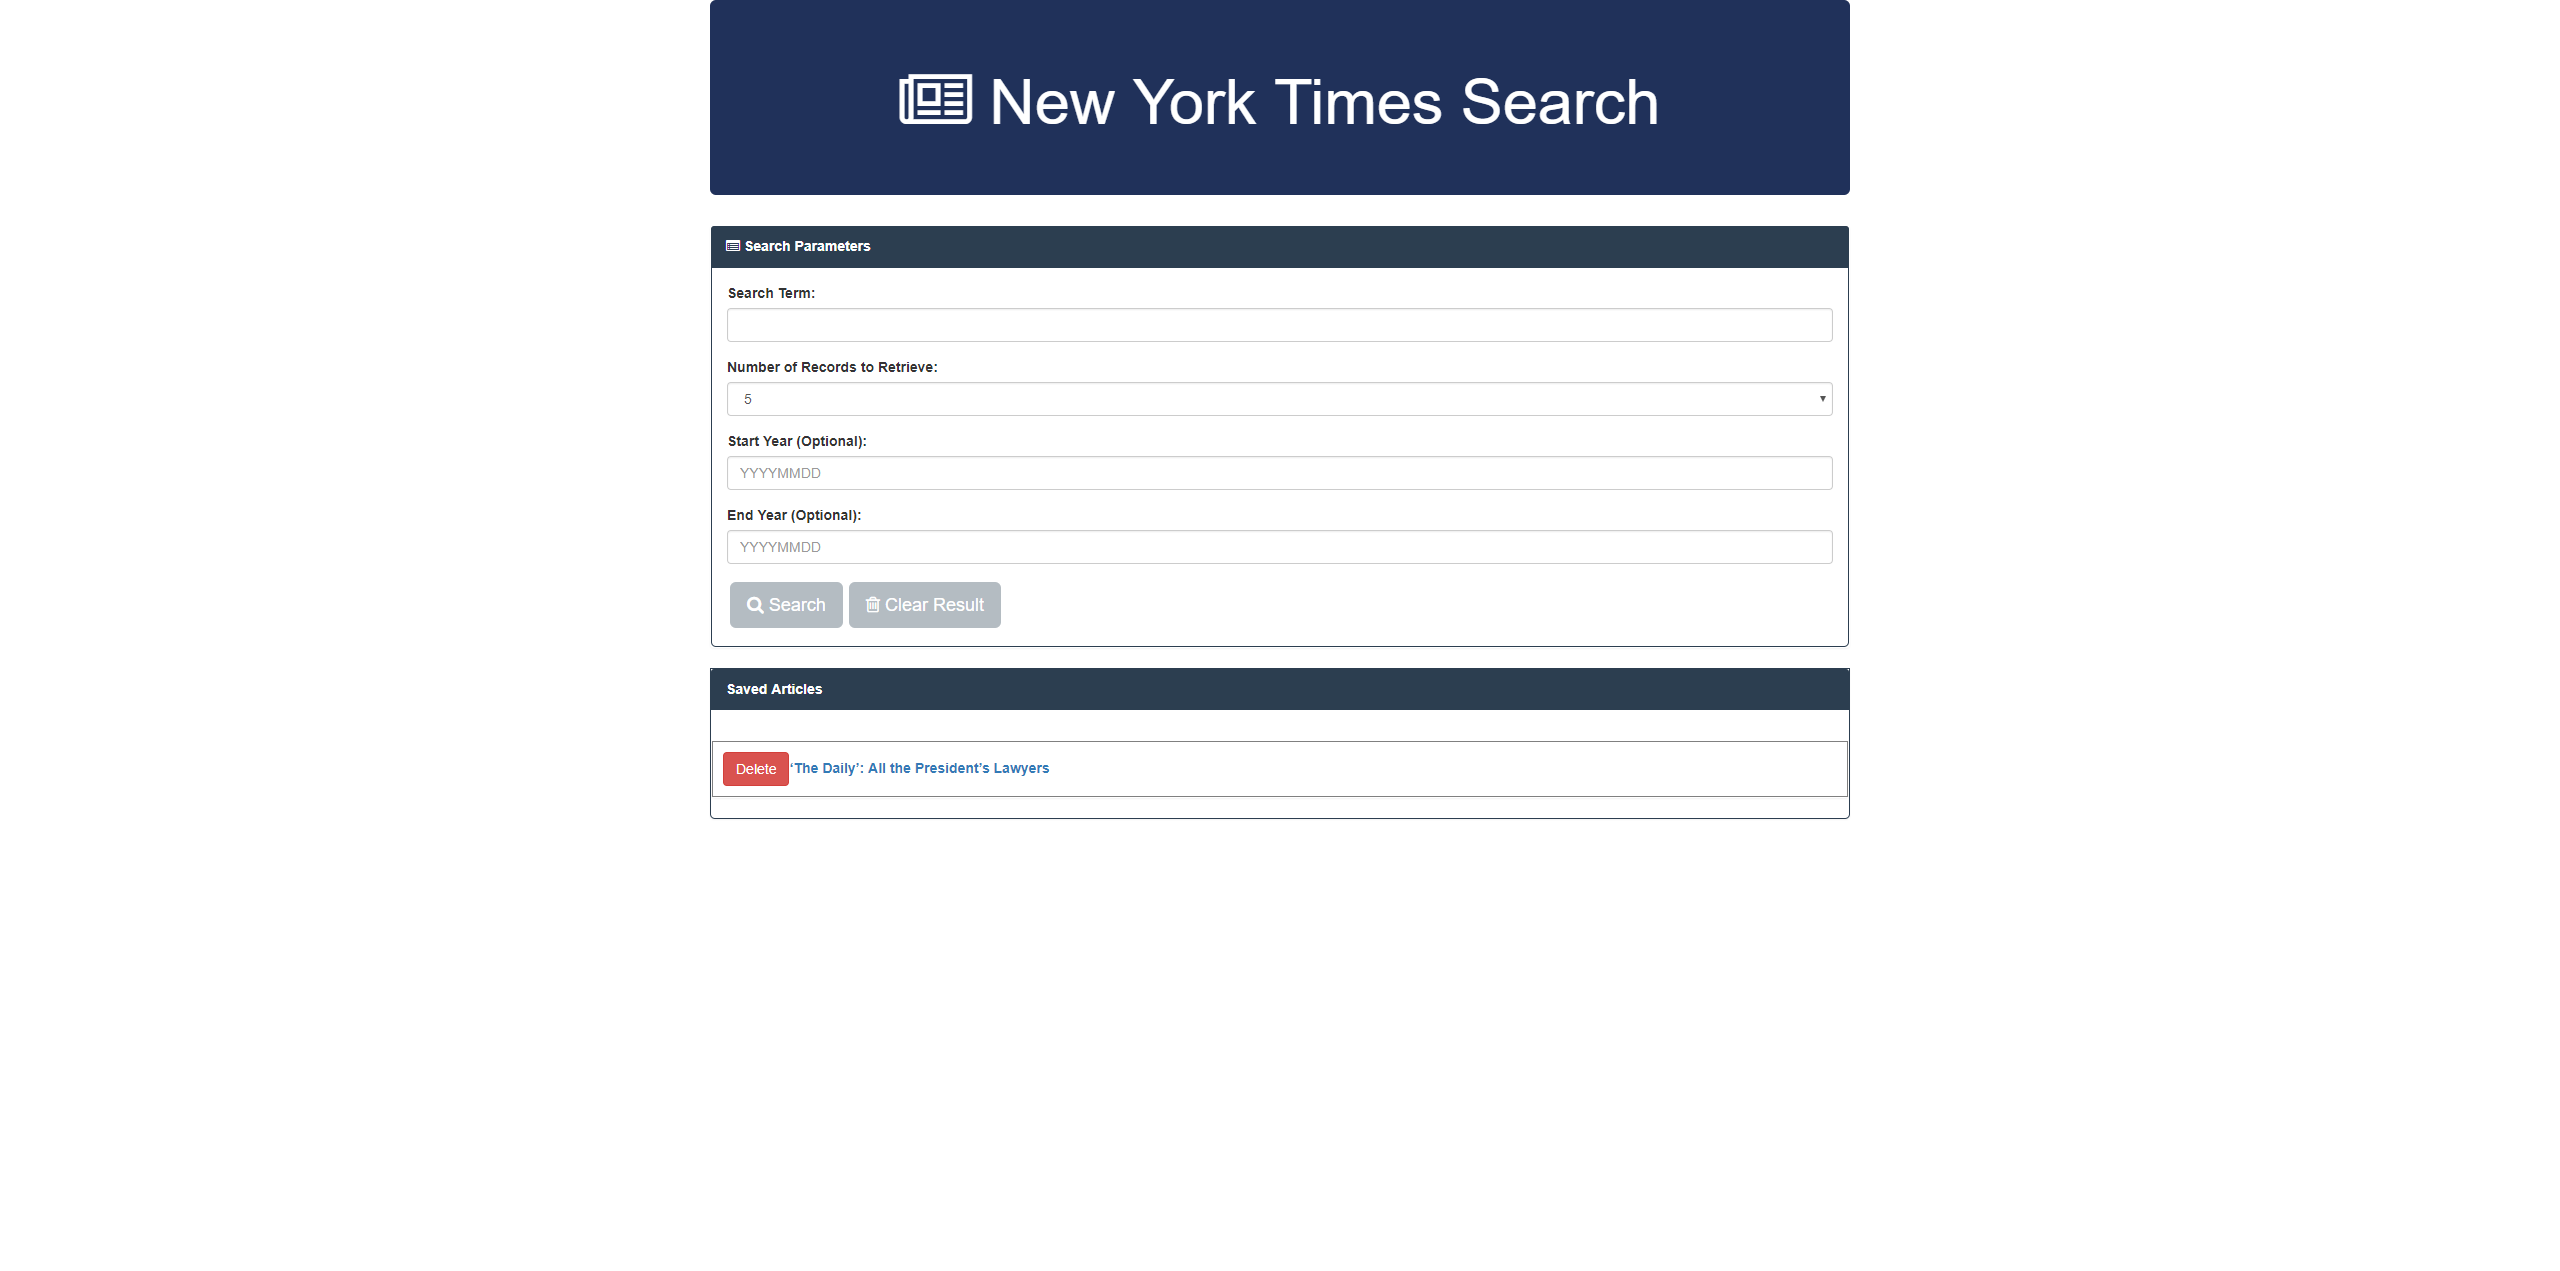 New York Times Search
Search Parameters
Search Term:
Number of Records to Retrieve:
5
Start Year (Optional):
YYYYMMDD
End Year (Optional):
YYYYMMDD
Search Clear Result
Saved Articles
Delete ‘The Daily’: All the President’s Lawyers